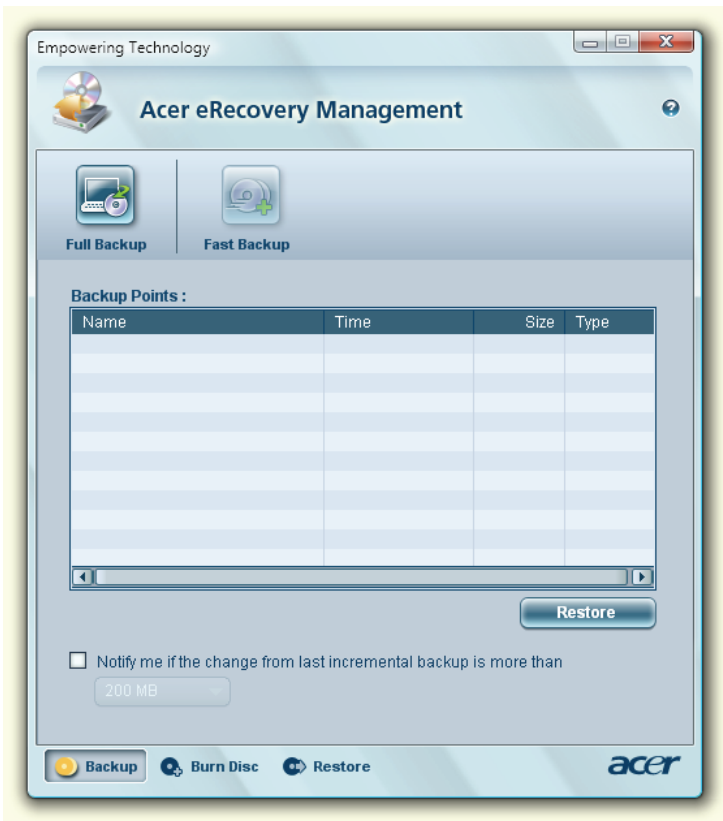 Empowering Technology
Acer eRecovery Management
Full Backup
Fast Backup
Backup Points :
Name Time Size Type
Restore
Notify me if the change from last incremental backup is more than
200 MB
Backup Burn Disc Restore
acer